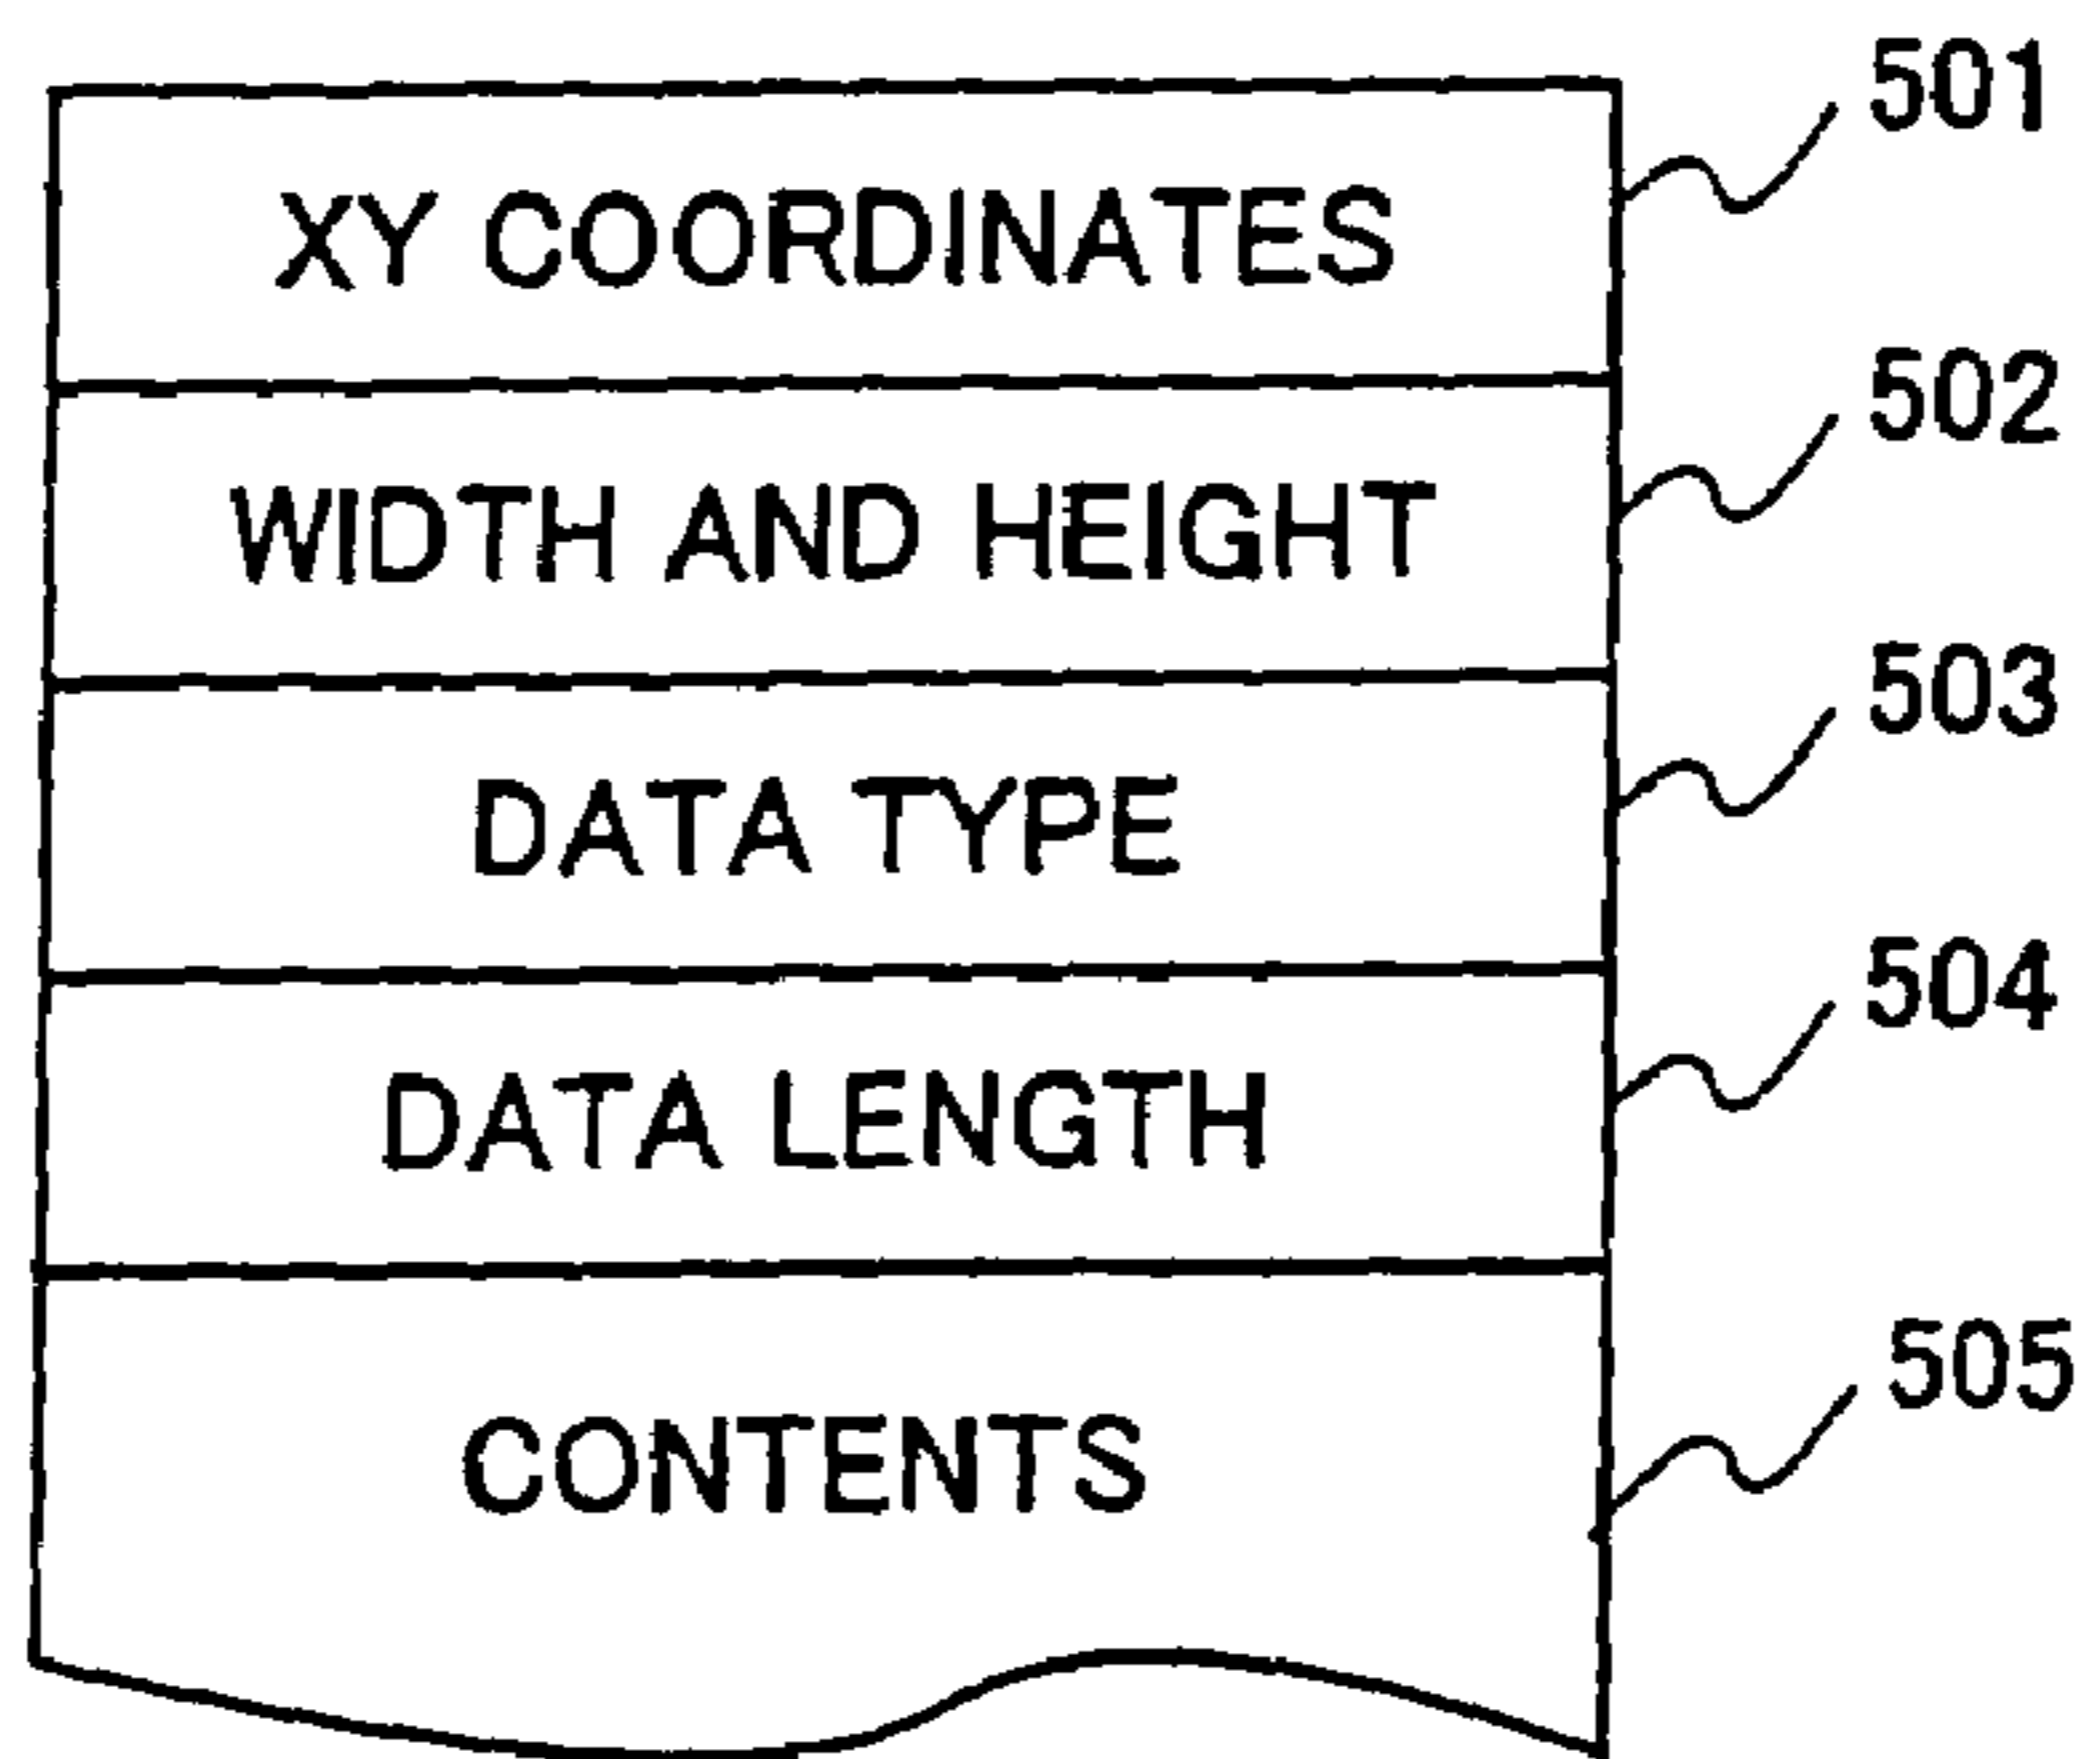 501
XY COORDINATES
502
WIDTH AND HEIGHT
503
DATA TYPE
504
DATA LENGTH
505
CONTENTS